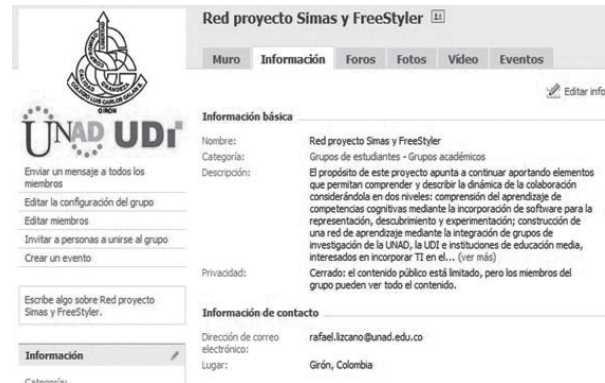 Red proyecto Simas y FreeStyler
Muro Información Foros Fotos Vídeo Eventos
Editar info
COLEGIO LUIS CARLOS GALAN S.
GIRON
UNAD UDI
Enviar un mensaje a todos los
miembros
Editar la configuración del grupo
Editar miembros
Invitar a personas a unirse al grupo
Crear un evento
Escribe algo sobre Red proyecto
Simas y FreeStyler.
Información
Categoría:
Información básica
Nombre: Red proyecto Simas y FreeStyler
Categoría: Grupos de estudiantes - Grupos académicos
Descripción: El propósito de este proyecto apunta a continuar aportando elementos
que permitan comprender y describir la dinámica de la colaboración
considerándola en dos niveles: comprensión del aprendizaje de
competencias cognitivas mediante la incorporación de software para la
representación, descubrimiento y experimentación; construcción de
una red de aprendizaje mediante la integración de grupos de
investigación de la UNAD, la UDI e instituciones de educación media,
interesados en incorporar TI en el... (ver más)
Privacidad: Cerrado: el contenido público está limitado, pero los miembros del
grupo pueden ver todo el contenido.
Información de contacto
Dirección de correo rafael.lizcano@unad.edu.co
electrónico:
Lugar: Girón, Colombia